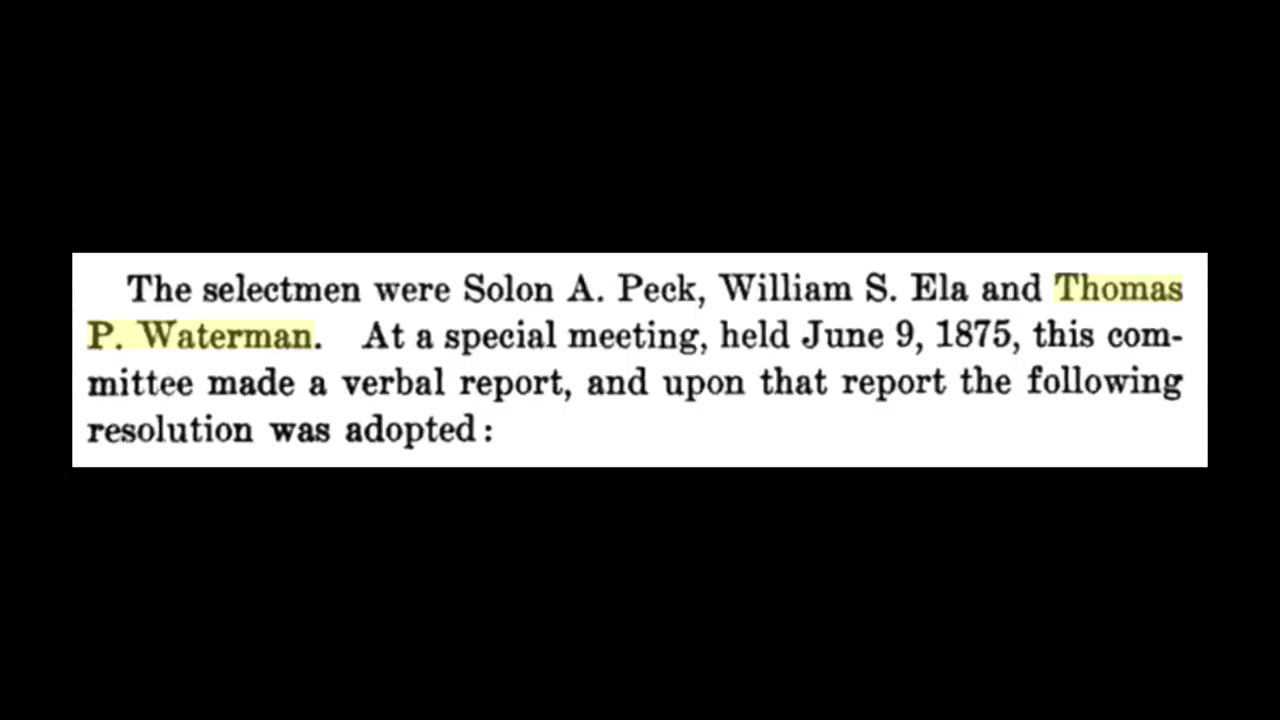 The selectmen were Solon A. Peck, William S. Ela and Thomas
P. Waterman. At a special meeting, held June 9, 1875, this com-
mittee made a verbal report, and upon that report the following
resolution was adopted: